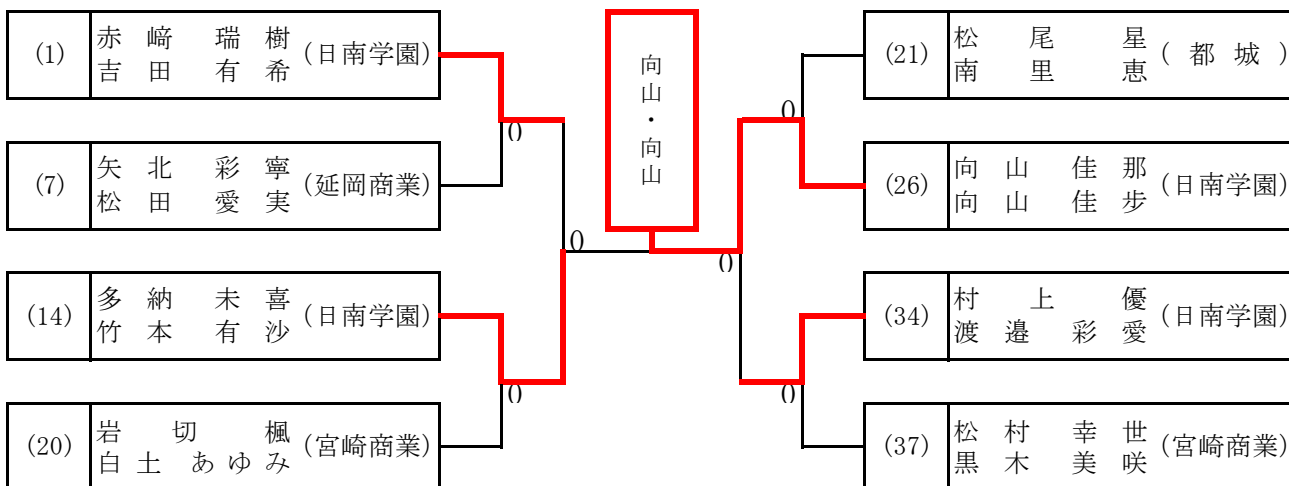 (1) 赤﨑 瑞樹 (日南学園)
吉田 有希
(7) 矢北 彩寧 (延岡商業)
松田 愛実
(14) 多納 未喜 (日南学園)
竹本 有沙
(20) 岩切 楓 (宮崎商業)
白土 あゆみ
0
0
0
向山・向山
0
0
0
(21) 松尾 星 (都城)
南里 恵
(26) 向山 佳那 (日南学園)
向山 佳歩
(34) 村上 優 (日南学園)
渡邉 彩愛
(37) 松村 幸世 (宮崎商業)
黒木 美咲